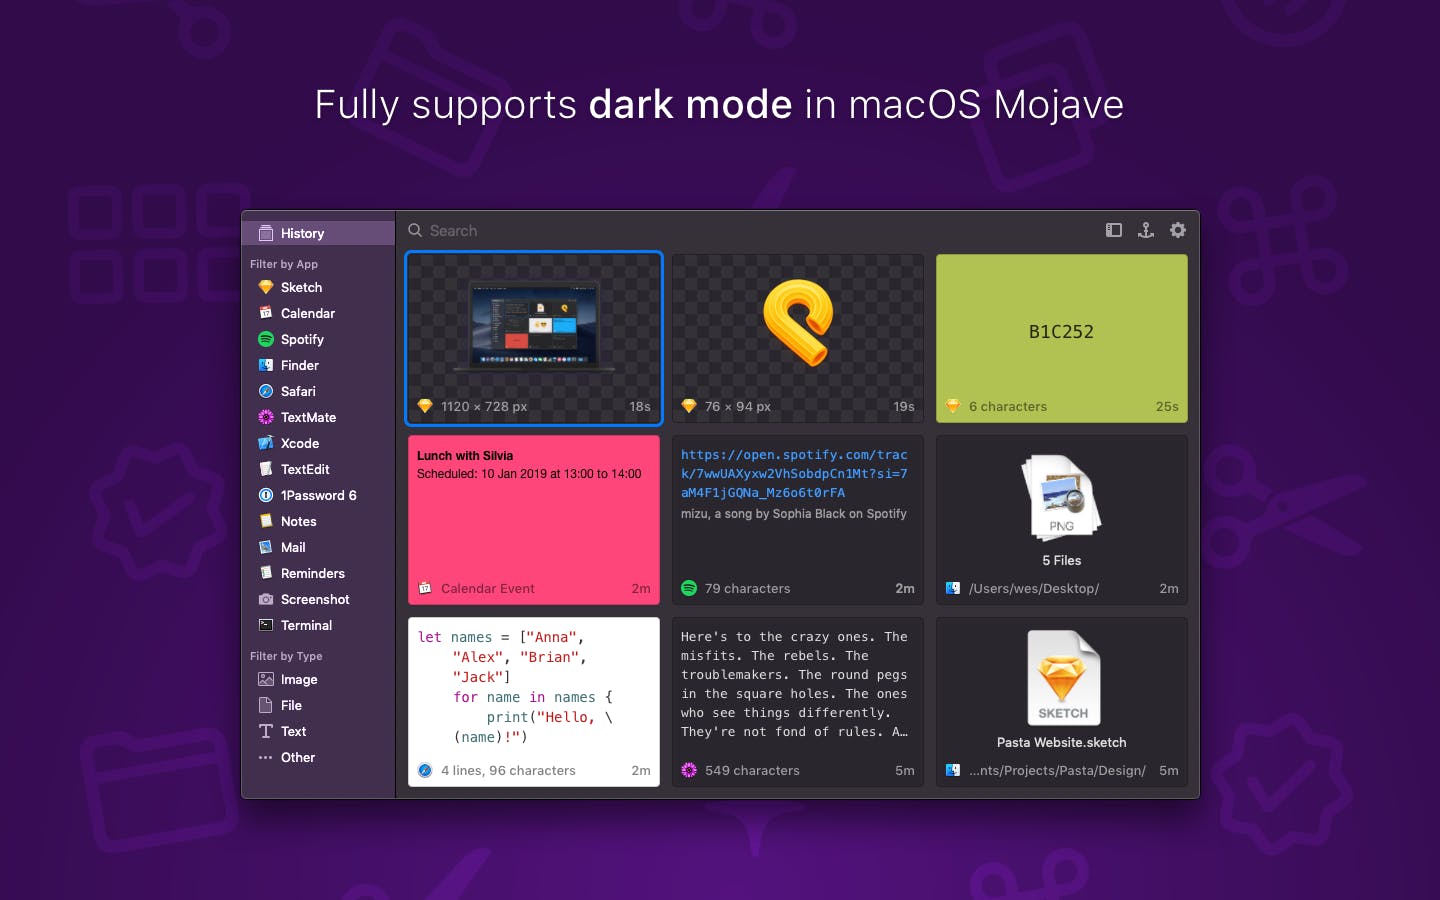 Fully supports dark mode in macOS Mojave
History
Filter by App
Sketch
Calendar
Spotify
Finder
Safari
TextMate
Xcode
TextEdit
1Password 6
Notes
Mail
Reminders
Screenshot
Terminal
Filter by Type
Image
File
Text
Other
Search
1120 × 728 px 18s
76 × 94 px 19s
B1C252
6 characters 25s
Lunch with Silvia
Scheduled: 10 Jan 2019 at 13:00 to 14:00
Calendar Event 2m
https://open.spotify.com/trac
k/7wwUAXyxw2VhSobdpCn1Mt?si=7
aM4F1jGQNa_Mz6o6t0rFA
mizu, a song by Sophia Black on Spotify
79 characters 2m
PNG
5 Files
/Users/wes/Desktop/ 2m
let names = ["Anna",
"Alex", "Brian",
"Jack"]
for name in names {
print("Hello, \
(name)!")
4 lines, 96 characters 2m
Here's to the crazy ones. The
misfits. The rebels. The
troublemakers. The round pegs
in the square holes. The ones
who see things differently.
They're not fond of rules. A…
549 characters 5m
SKETCH
Pasta Website.sketch
...nts/Projects/Pasta/Design/ 5m